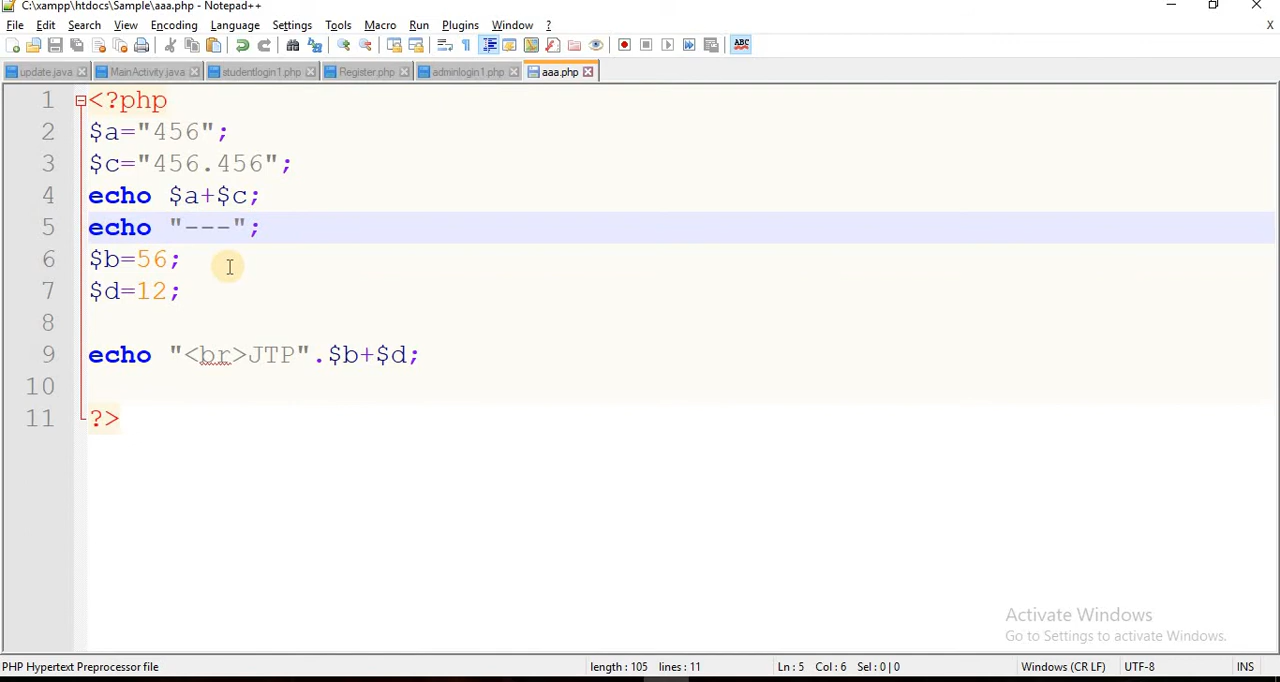 C:\xampp\htdocs\Sample\aaa.php - Notepad++
File Edit Search View Encoding Language Settings Tools Macro Run Plugins Window ? X
update.java MainActivity.java studentlogin1.php Register.php adminlogin1.php aaa.php
1 <?php
2 $a="456";
3 $c="456.456";
4 echo $a+$c;
5 echo "---";
6 $b=56;
7 $d=12;
8
9 echo "<br>JTP".$b+$d;
10
11 ?>
Activate Windows
Go to Settings to activate Windows.
PHP Hypertext Preprocessor file length : 105 lines : 11 Ln : 5 Col : 6 Sel : 0 | 0 Windows (CR LF) UTF-8 INS